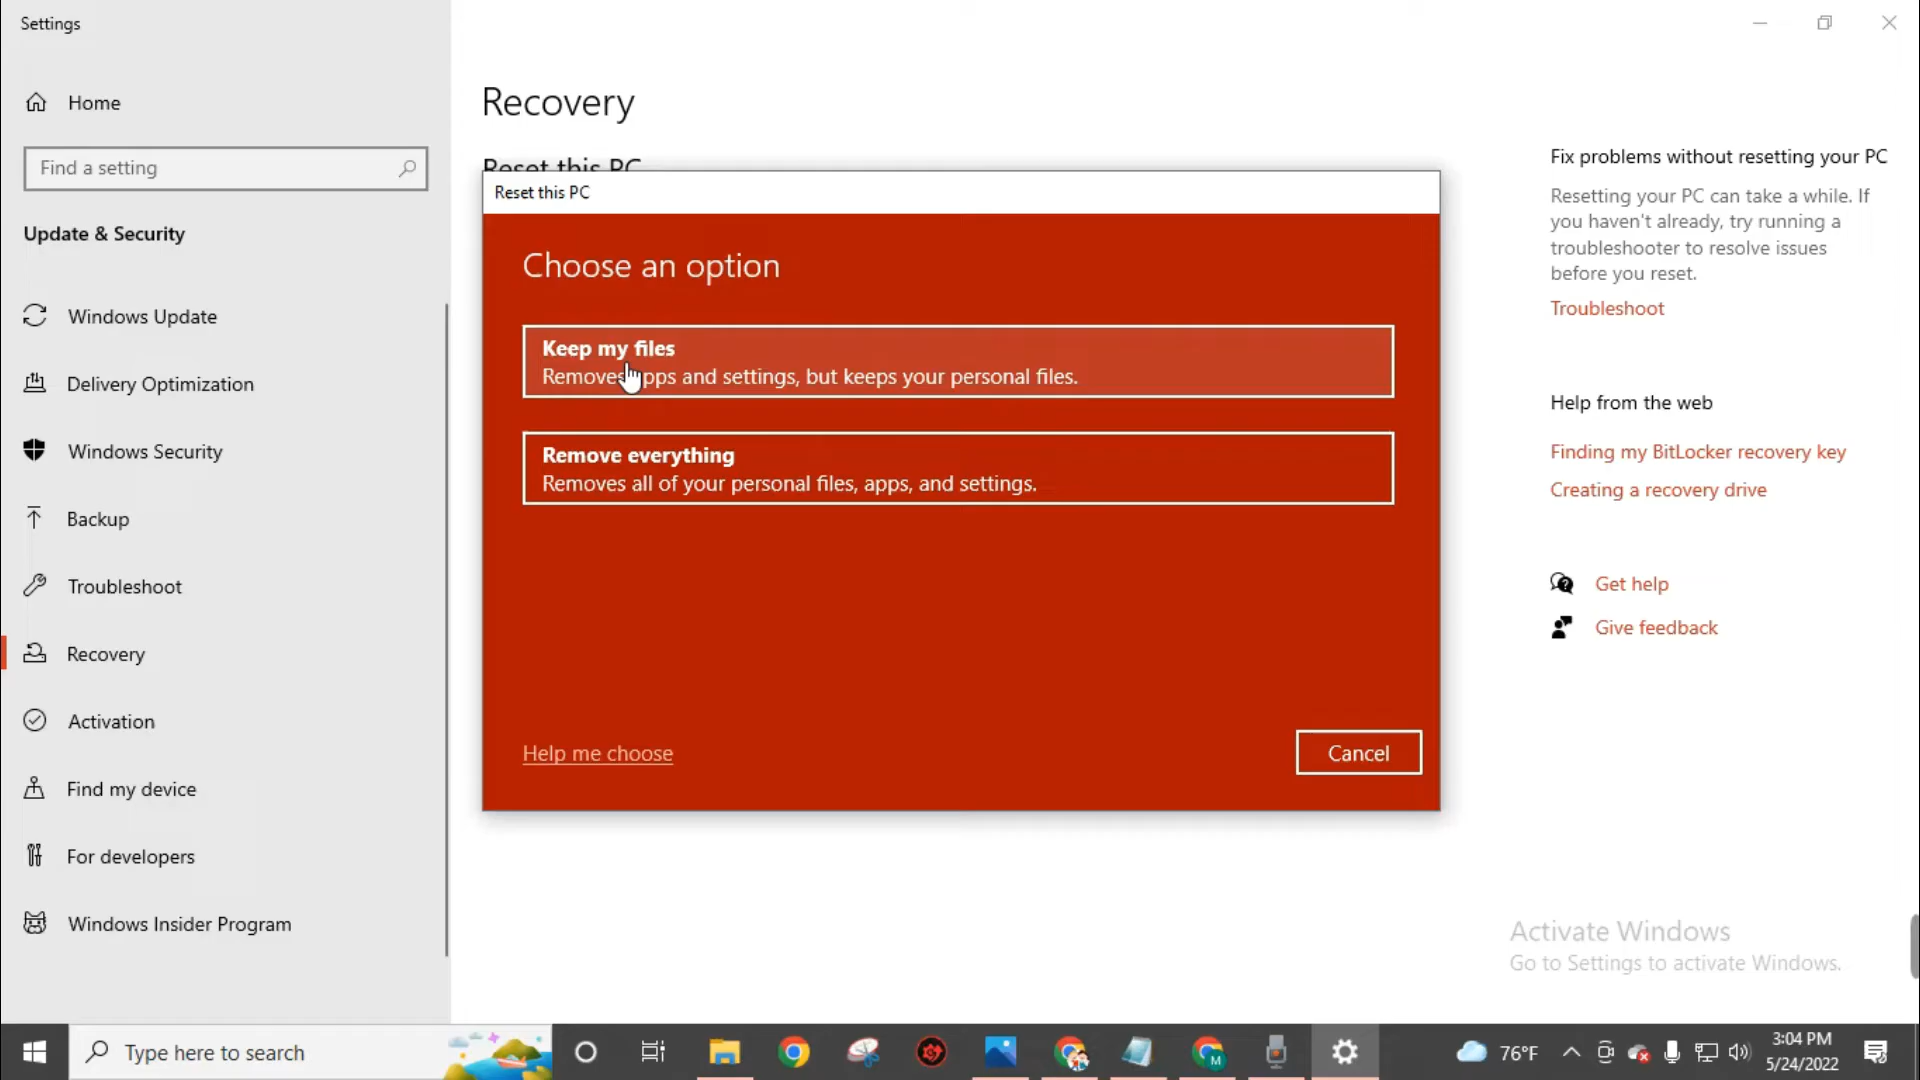 Settings
Home
Find a setting
Update & Security
Windows Update
Delivery Optimization
Windows Security
Backup
Troubleshoot
Recovery
Activation
Find my device
For developers
Windows Insider Program
Recovery
Reset this PC
Reset this PC
Choose an option
Keep my files
Removes apps and settings, but keeps your personal files.
Remove everything
Removes all of your personal files, apps, and settings.
Help me choose
Cancel
Fix problems without resetting your PC
Resetting your PC can take a while. If
you haven't already, try running a
troubleshooter to resolve issues
before you reset.
Troubleshoot
Help from the web
Finding my BitLocker recovery key
Creating a recovery drive
Get help
Give feedback
Activate Windows
Go to Settings to activate Windows.
Type here to search
M
76°F
3:04 PM
5/24/2022